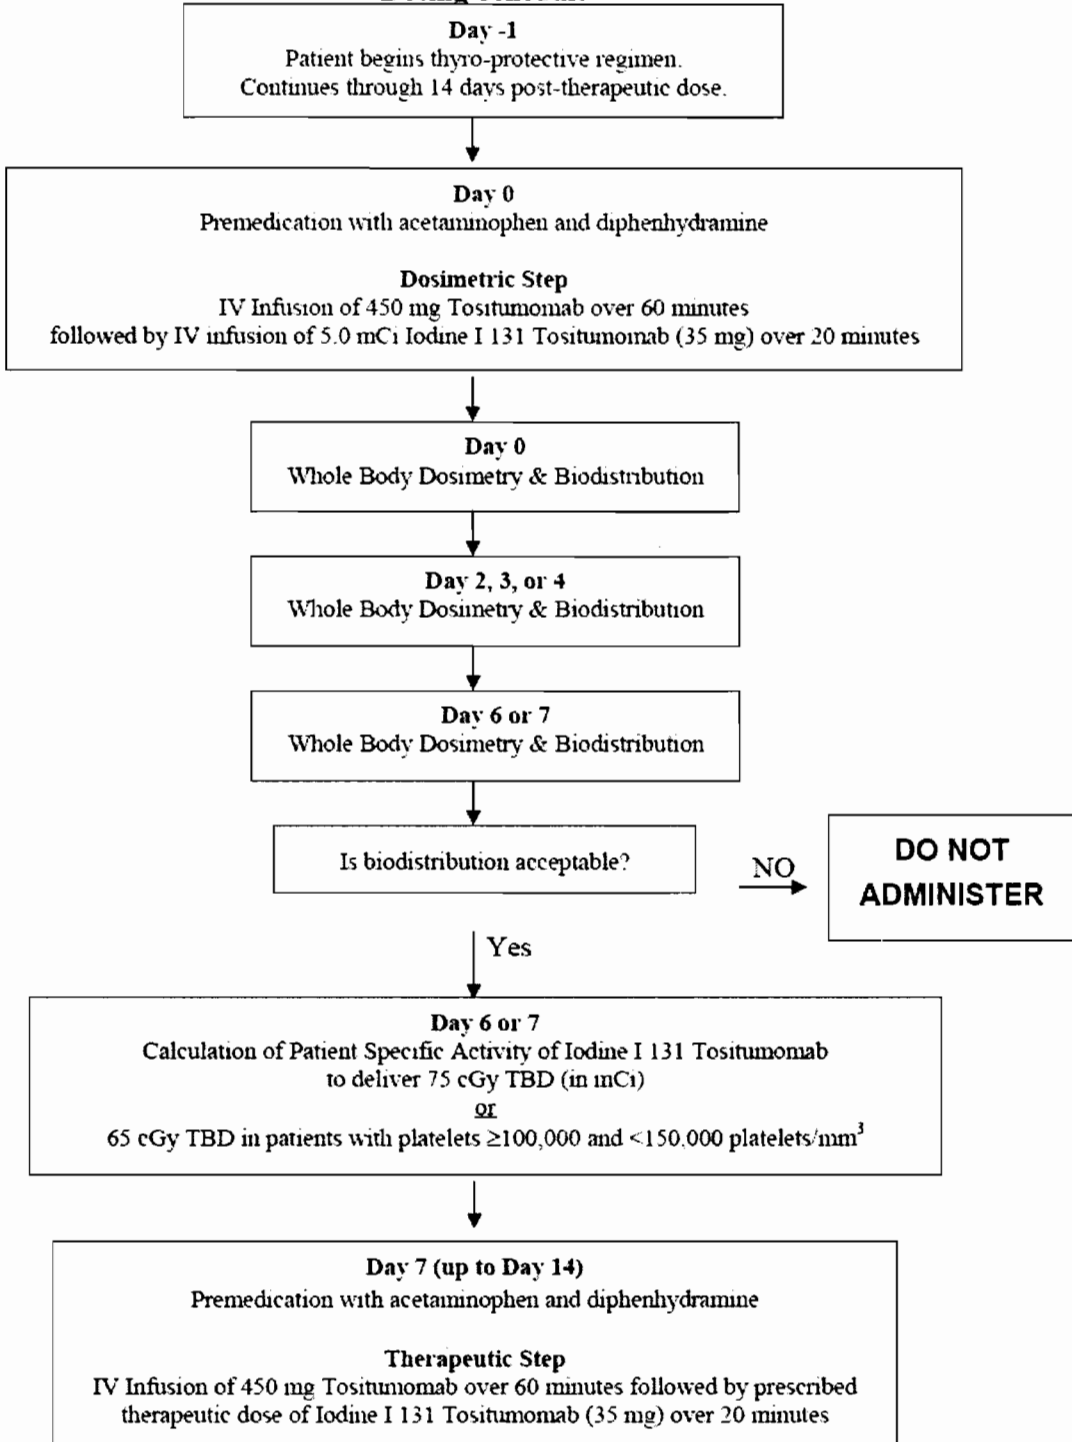 Day -1
Patient begins thyro-protective regimen.
Continues through 14 days post-therapeutic dose.
Day 0
Premedication with acetaminophen and diphenhydramine
Dosimetric Step
IV Infusion of 450 mg Tositumomab over 60 minutes
followed by IV infusion of 5.0 mCi Iodine I 131 Tositumomab (35 mg) over 20 minutes
Day 0
Whole Body Dosimetry & Biodistribution
Day 2, 3, or 4
Whole Body Dosimetry & Biodistribution
Day 6 or 7
Whole Body Dosimetry & Biodistribution
Is biodistribution acceptable?
NO
DO NOT
ADMINISTER
Yes
Day 6 or 7
Calculation of Patient Specific Activity of Iodine I 131 Tositumomab
to deliver 75 cGy TBD (in mCi)
or
65 cGy TBD in patients with platelets ≥100,000 and <150,000 platelets/mm³
Day 7 (up to Day 14)
Premedication with acetaminophen and diphenhydramine
Therapeutic Step
IV Infusion of 450 mg Tositumomab over 60 minutes followed by prescribed
therapeutic dose of Iodine I 131 Tositumomab (35 mg) over 20 minutes